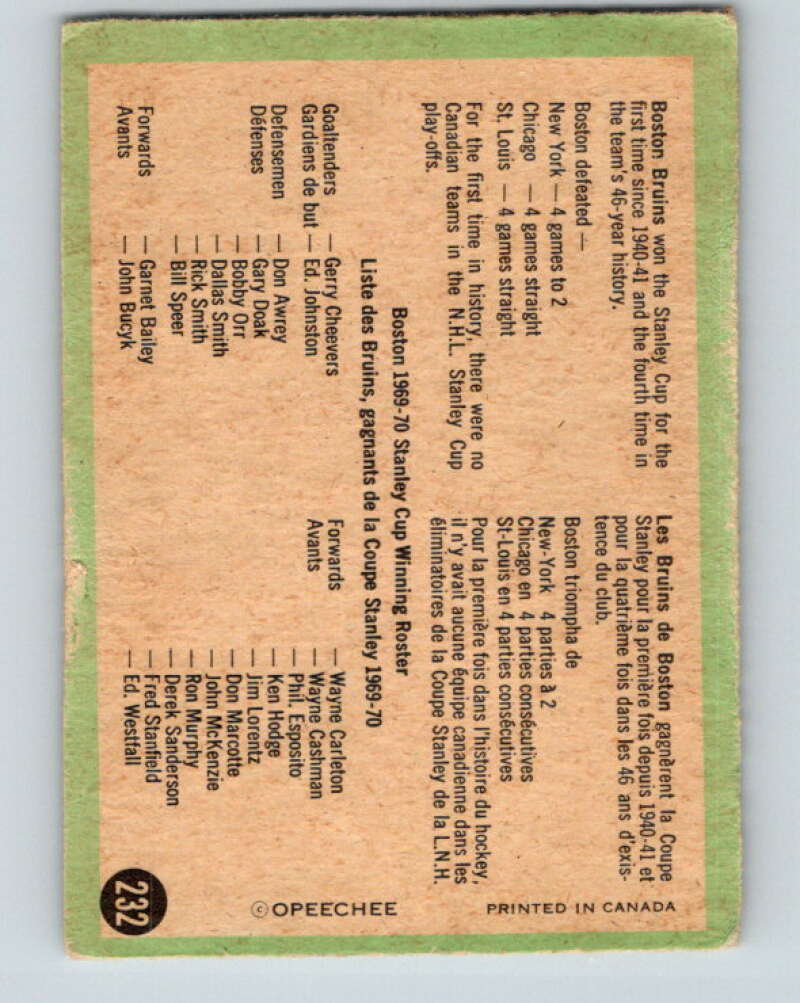 Boston Bruins won the Stanley Cup for the
first time since 1940-41 and the fourth time in
the team's 46-year history.
Boston defeated —
New York — 4 games to 2
Chicago — 4 games straight
St. Louis — 4 games straight
For the first time in history, there were no
Canadian teams in the N.H.L. Stanley Cup
play-offs.
Les Bruins de Boston gagnèrent la Coupe
Stanley pour la première fois depuis 1940-41 et
pour la quatrième fois dans les 46 ans d'exis-
tence du club.
Boston triompha de
New-York 4 parties à 2
Chicago en 4 parties consécutives
St-Louis en 4 parties consécutives
Pour la première fois dans l'histoire du hockey,
il n'y avait aucune équipe canadienne dans les
éliminatoires de la Coupe Stanley de la L.N.H.
Boston 1969-70 Stanley Cup Winning Roster
Liste des Bruins, gagnants de la Coupe Stanley 1969-70
Goaltenders — Gerry Cheevers
Gardiens de but — Ed. Johnston
Defensemen — Don Awrey
Défenses — Gary Doak
— Bobby Orr
— Dallas Smith
— Rick Smith
— Bill Speer
Forwards — Garnet Bailey
Avants — John Bucyk
Forwards — Wayne Carleton
Avants — Wayne Cashman
— Phil. Esposito
— Ken Hodge
— Jim Lorentz
— Don Marcotte
— John McKenzie
— Ron Murphy
— Derek Sanderson
— Fred Stanfield
— Ed. Westfall
PRINTED IN CANADA
© OPEECHEE
232